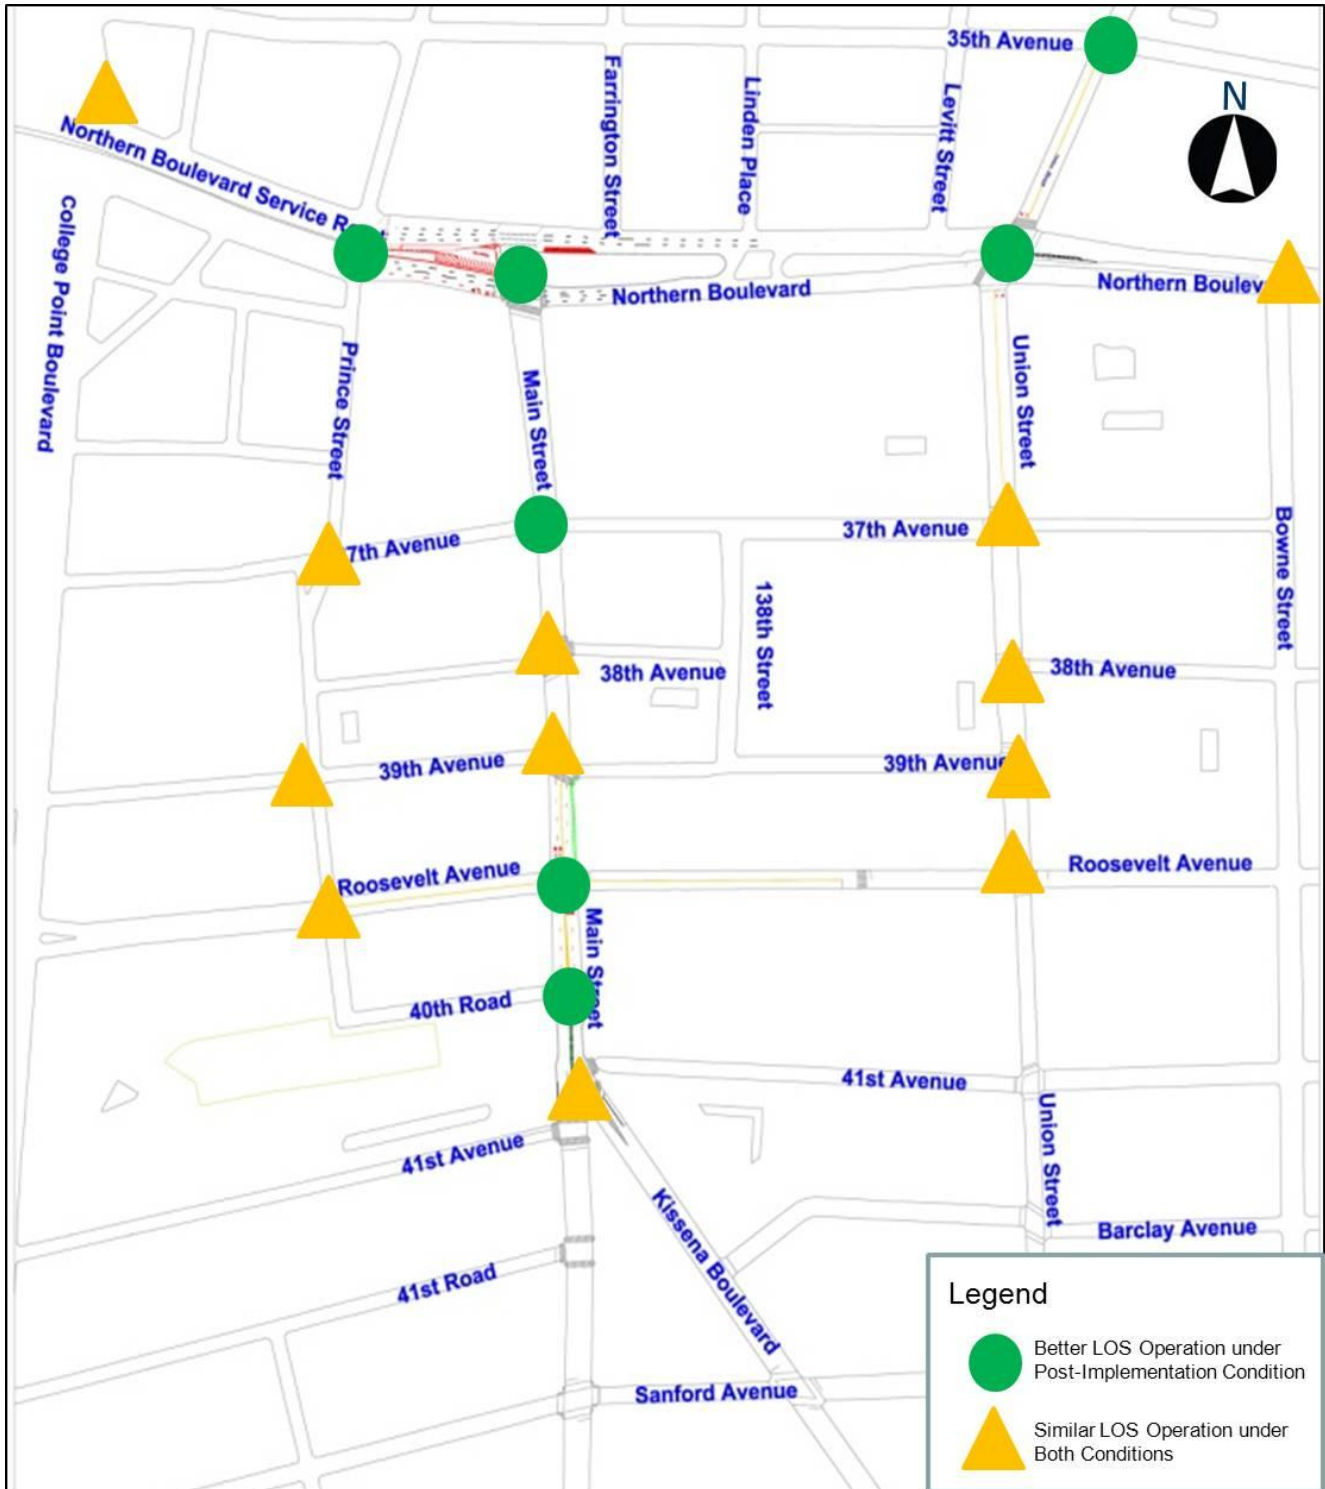 35th Avenue
N
Farrington Street
Linden Place
Levitt Street
Northern Boulevard Service R
College Point Boulevard
Northern Boulevard
Northern Boulev
Prince Street
Main Street
Union Street
37th Avenue
7th Avenue
Bowne Street
138th Street
38th Avenue
38th Avenue
39th Avenue
39th Avenue
Roosevelt Avenue
Roosevelt Avenue
Main Street
40th Road
41st Avenue
41st Avenue
Union Street
Kissena Boulevard
Barclay Avenue
41st Road
Sanford Avenue
Legend
Better LOS Operation under
Post-Implementation Condition
Similar LOS Operation under
Both Conditions